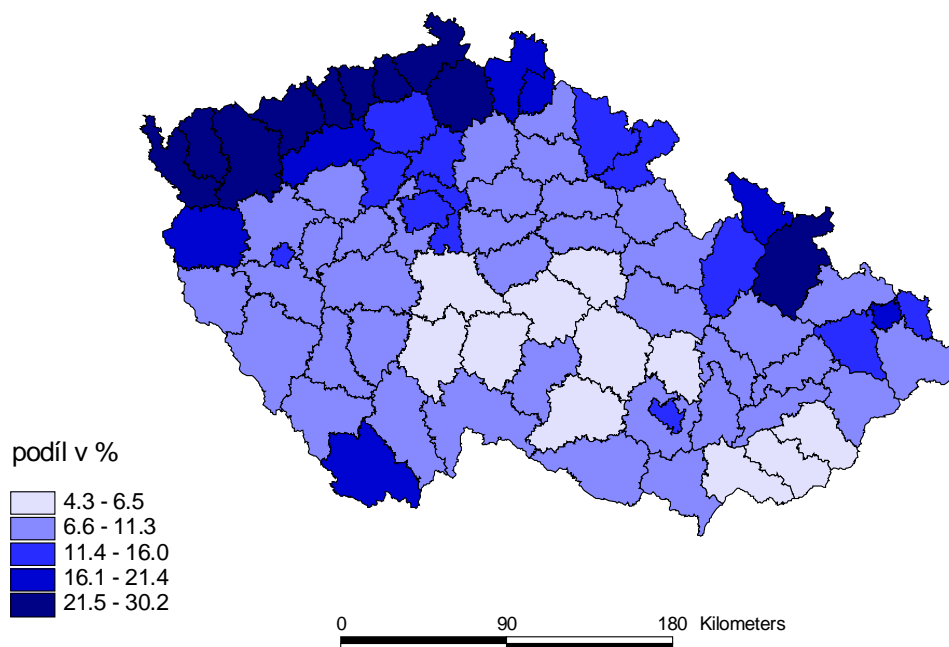 podíl v %
4.3 - 6.5
6.6 - 11.3
11.4 - 16.0
16.1 - 21.4
21.5 - 30.2
0 90 180 Kilometers